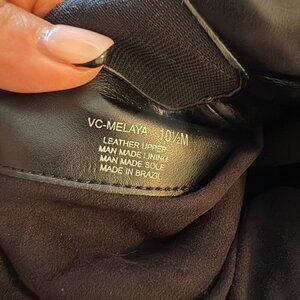 VC-MELAYA 10½M
LEATHER UPPER
MAN MADE LINING
MAN MADE SOLE
MADE IN BRAZIL